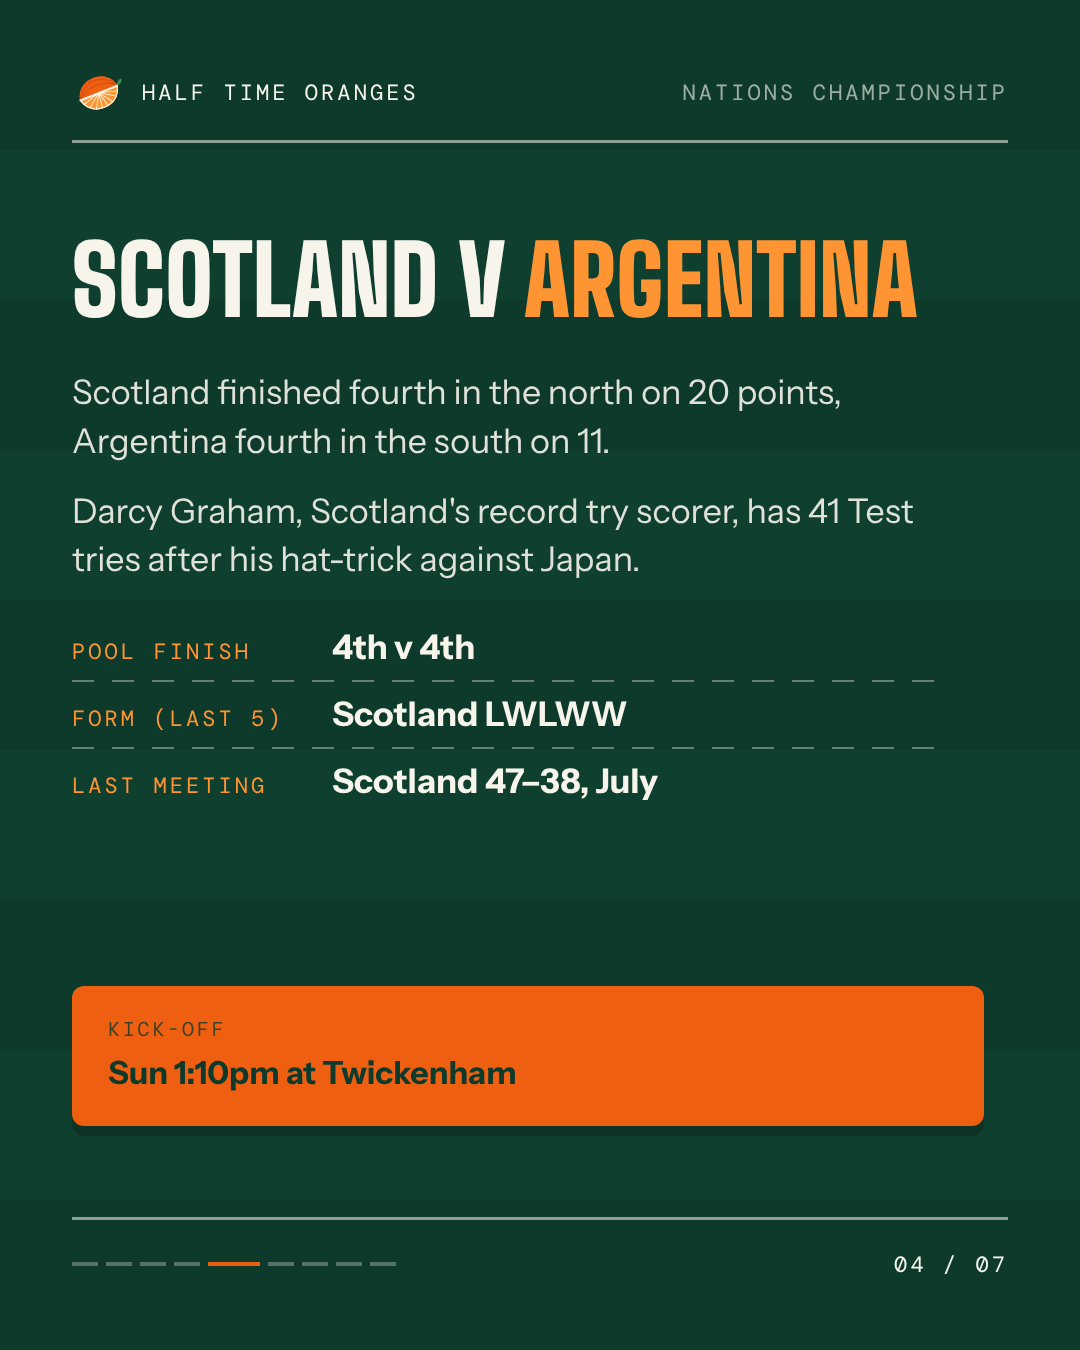 HALF TIME ORANGES
NATIONS CHAMPIONSHIP
SCOTLAND V ARGENTINA
Scotland finished fourth in the north on 20 points,
Argentina fourth in the south on 11.
Darcy Graham, Scotland's record try scorer, has 41 Test
tries after his hat-trick against Japan.
POOL FINISH 4th v 4th
FORM (LAST 5) Scotland LWLWW
LAST MEETING Scotland 47–38, July
KICK-OFF
Sun 1:10pm at Twickenham
04 / 07